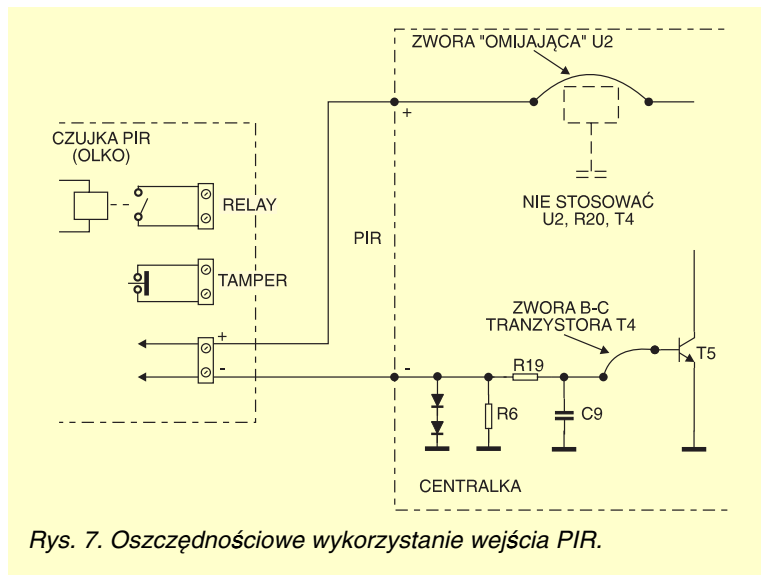 ZWORA "OMIJAJĄCA" U2
+
CZUJKA PIR
(OLKO)
RELAY
NIE STOSOWAĆ
U2, R20, T4
PIR
TAMPER
ZWORA B-C
TRANZYSTORA T4
+
-
-
R19
T5
R6
C9
CENTRALKA
Rys. 7. Oszczędnościowe wykorzystanie wejścia PIR.